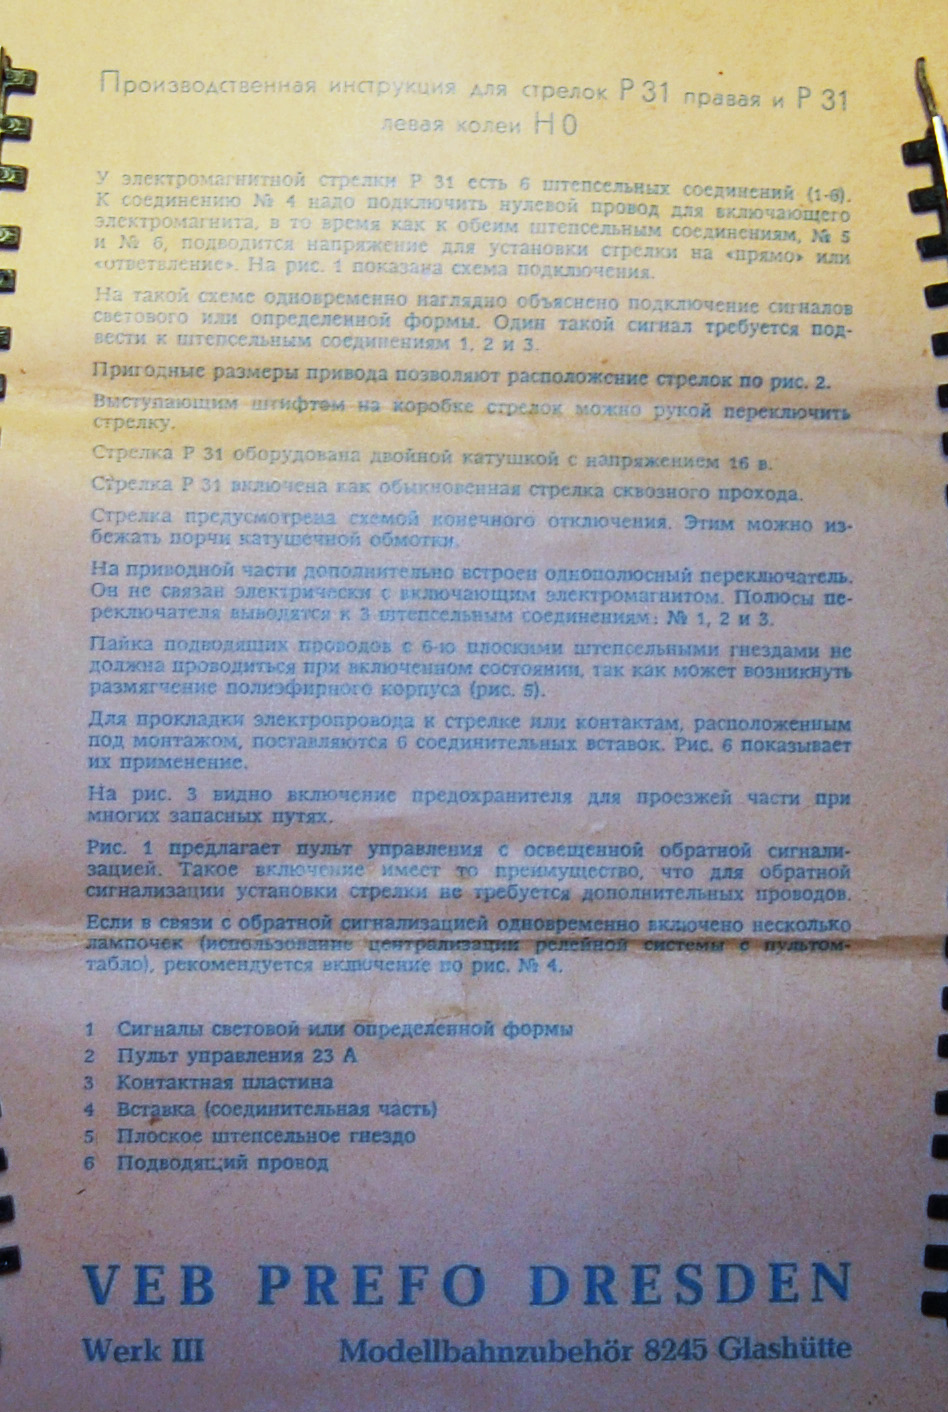 Производственная инструкция для стрелок Р 31 правая и Р 31
левая колеи Н0
У электромагнитной стрелки Р 31 есть 6 штепсельных соединений (1-6).
К соединению № 4 надо подключить нулевой провод для включающего
электромагнита, в то время как к обеим штепсельным соединениям, № 5
и № 6, подводится напряжение для установки стрелки на «прямо» или
«ответвление». На рис. 1 показана схема подключения.
На такой схеме одновременно наглядно объяснено подключение сигналов
светового или определенной формы. Один такой сигнал требуется под-
вести к штепсельным соединениям 1, 2 и 3.
Пригодные размеры привода позволяют расположение стрелок по рис. 2.
Выступающим штифтом на коробке стрелок можно рукой переключить
стрелку.
Стрелка Р 31 оборудована двойной катушкой с напряжением 16 в.
Стрелка Р 31 включена как обыкновенная стрелка сквозного прохода.
Стрелка предусмотрена схемой конечного отключения. Этим можно из-
бежать порчи катушечной обмотки.
На приводной части дополнительно встроен однополюсный переключатель.
Он не связан электрически с включающим электромагнитом. Полюсы пе-
реключателя выводятся к 3 штепсельным соединениям: № 1, 2 и 3.
Пайка подводящих проводов с 6-ю плоскими штепсельными гнездами не
должна проводиться при включенном состоянии, так как может возникнуть
размягчение полиэфирного корпуса (рис. 5).
Для прокладки электропровода к стрелке или контактам, расположенным
под монтажом, поставляются 6 соединительных вставок. Рис. 6 показывает
их применение.
На рис. 3 видно включение предохранителя для проезжей части при
многих запасных путях.
Рис. 1 предлагает пульт управления с освещенной обратной сигнали-
зацией. Такое включение имеет то преимущество, что для обратной
сигнализации установки стрелки не требуется дополнительных проводов.
Если в связи с обратной сигнализацией одновременно включено несколько
лампочек (использование централизации релейной системы с пультом-
табло), рекомендуется включение по рис. № 4.
1 Сигналы световой или определенной формы
2 Пульт управления 23 А
3 Контактная пластина
4 Вставка (соединительная часть)
5 Плоское штепсельное гнездо
6 Подводящий провод
VEB PREFO DRESDEN
Werk III Modellbahnzubehör 8245 Glashütte